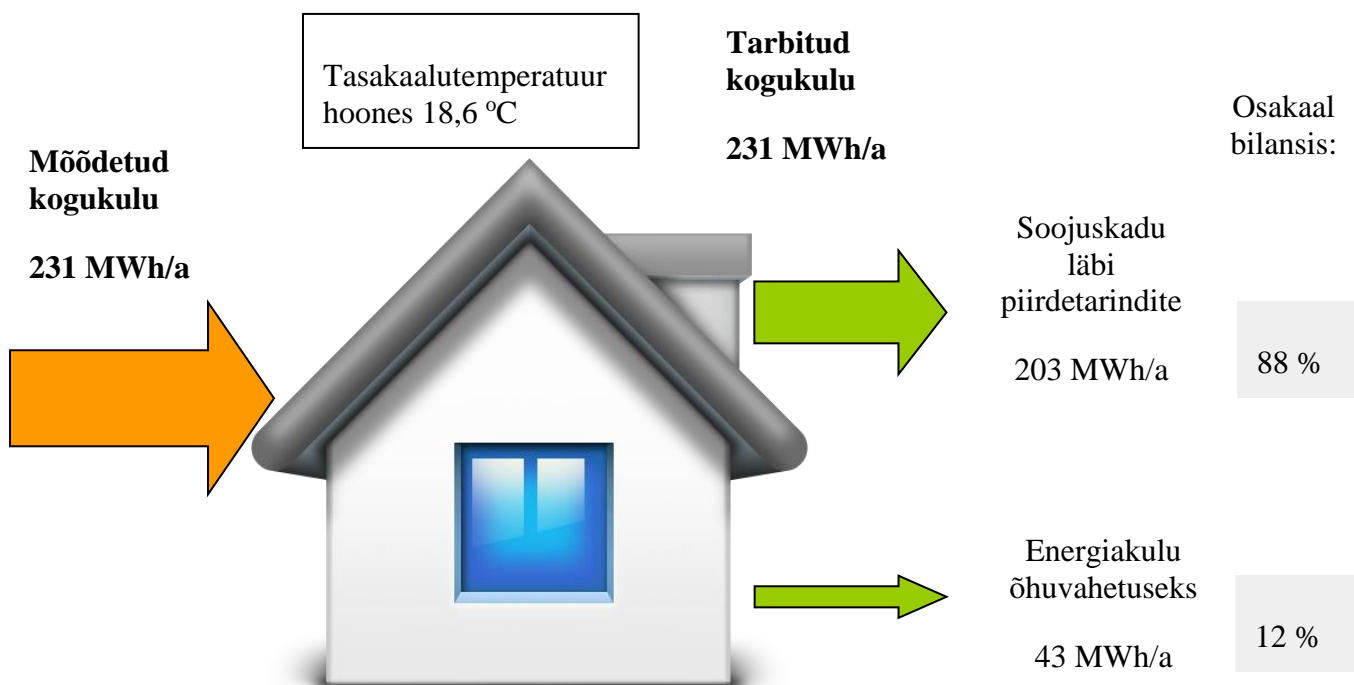 Tasakaalutemperatuur
hoones 18,6 ºC
Tarbitud
kogukulu
231 MWh/a
Osakaal
bilansis:
Mõõdetud
kogukulu
231 MWh/a
Soojuskadu
läbi
piirdetarindite
203 MWh/a
88 %
Energiakulu
õhuvahetuseks
43 MWh/a
12 %